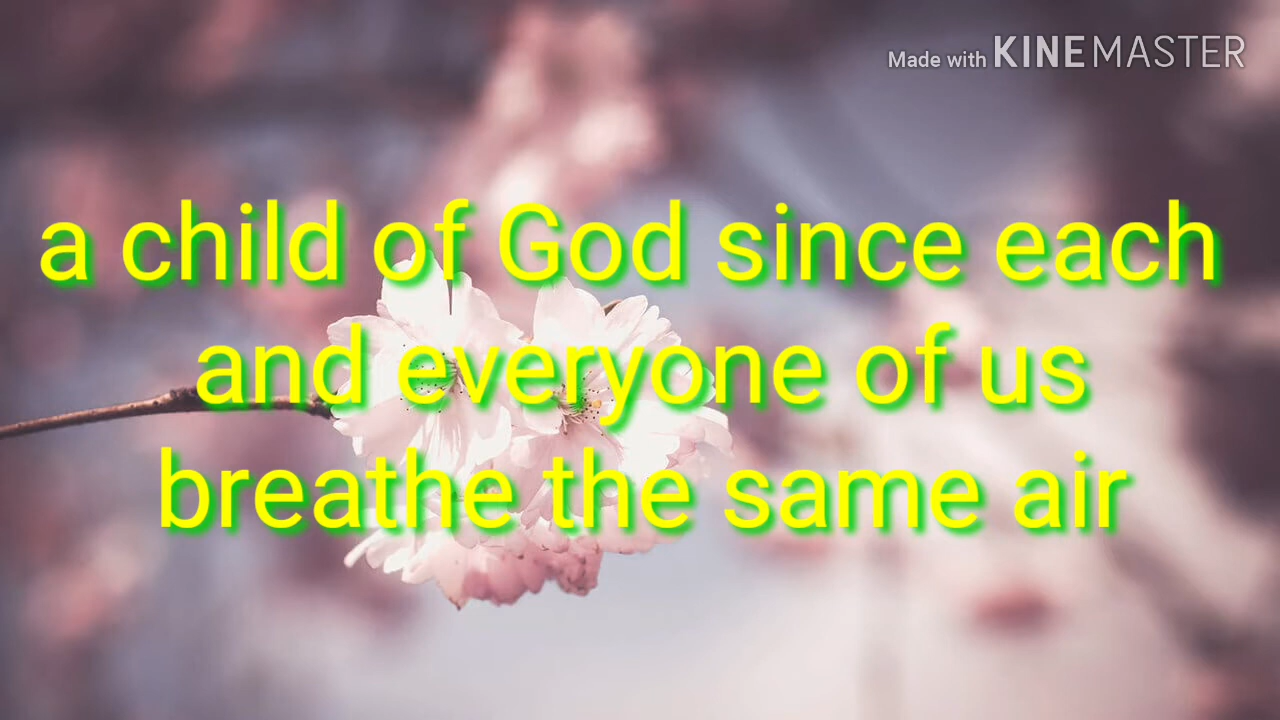 Made with KINEMASTER
a child of God since each
and everyone of us
breathe the same air